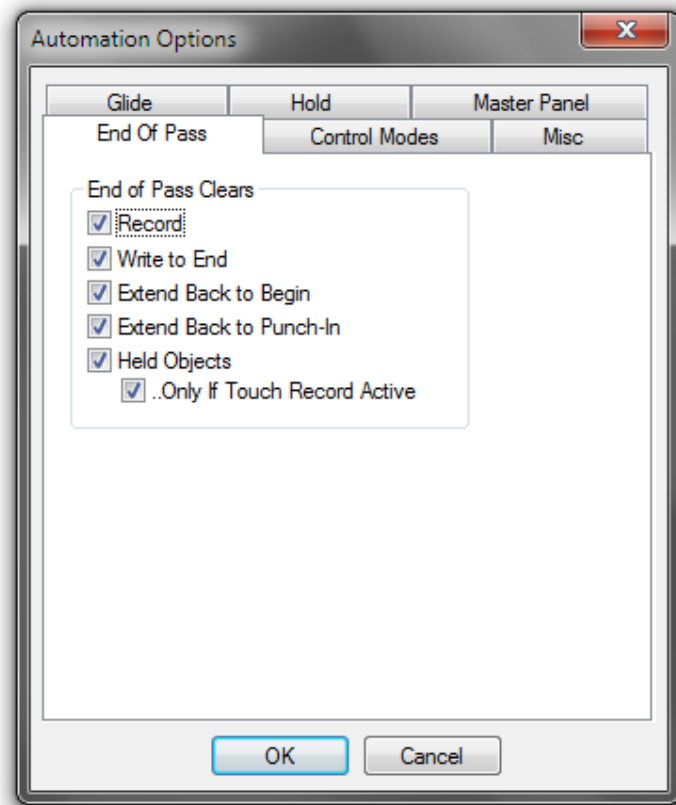 Automation Options
Glide Hold Master Panel
End Of Pass Control Modes Misc
End of Pass Clears
Record
Write to End
Extend Back to Begin
Extend Back to Punch-In
Held Objects
..Only If Touch Record Active
OK Cancel